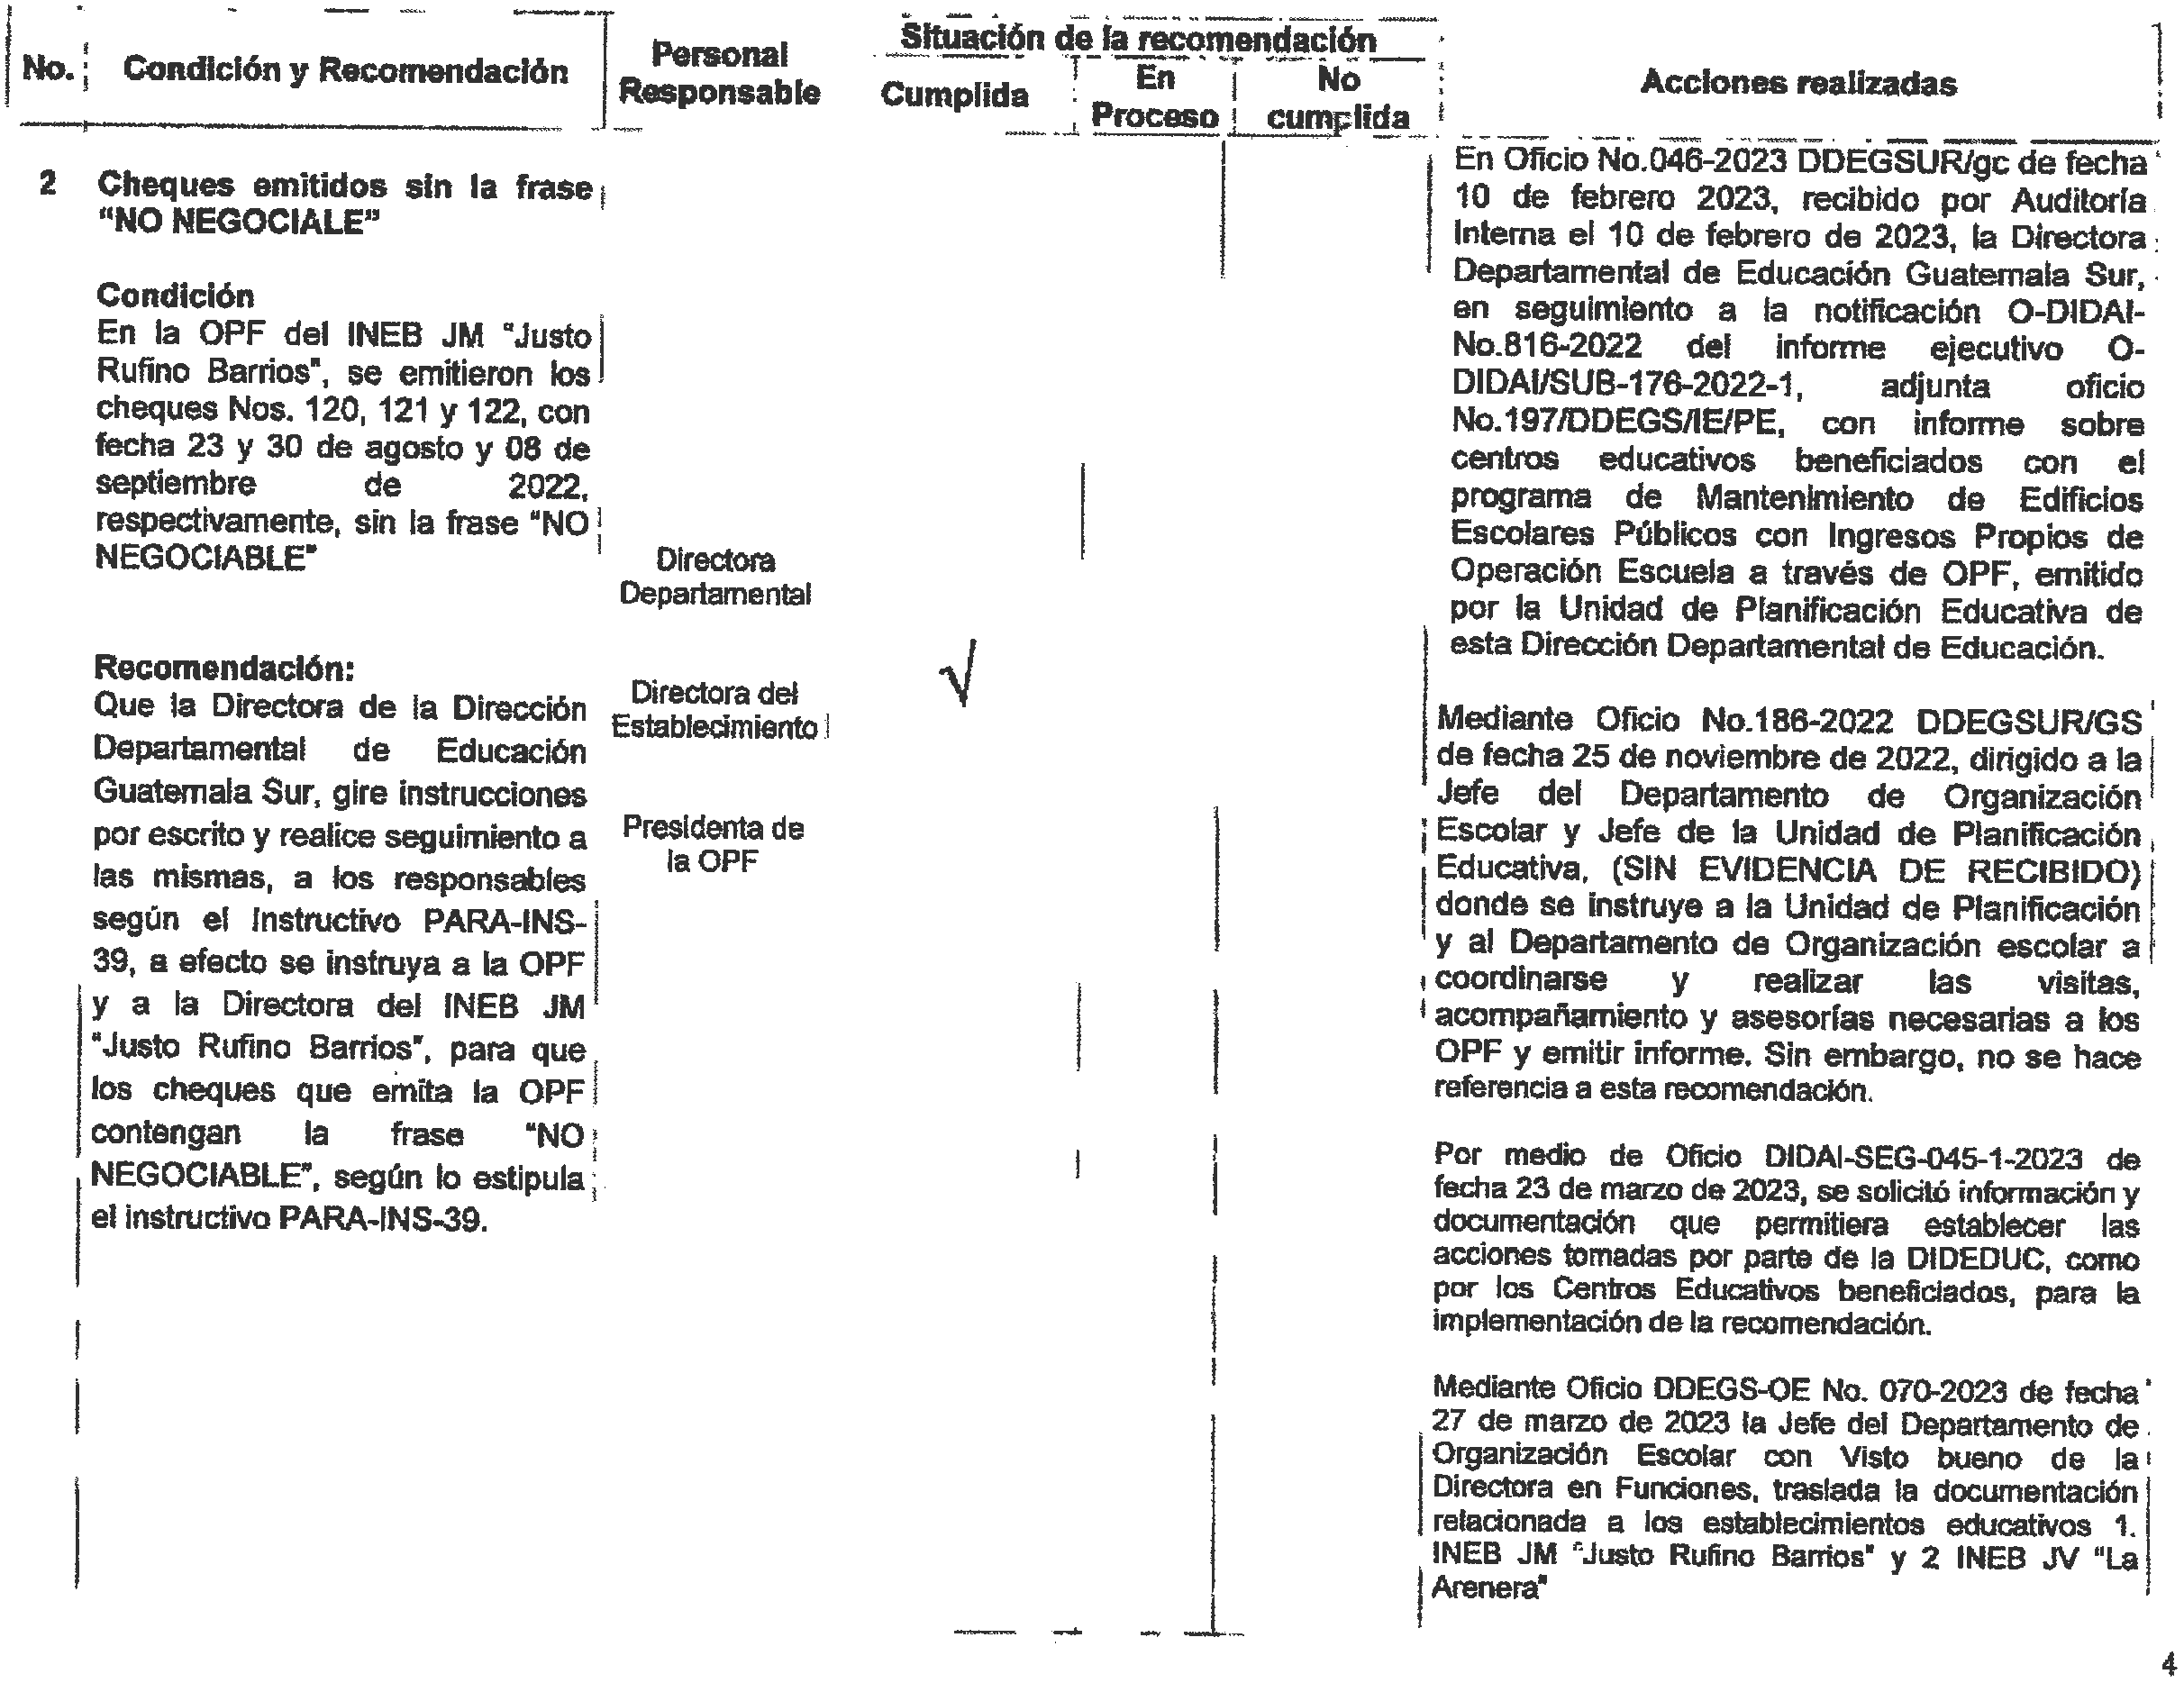 No.
Condición y Recomendación
Personal
Responsable
Situación de la recomendación
Cumplida
En
Proceso
No
cumplida
Acciones realizadas
2
Cheques emitidos sin la frase
"NO NEGOCIALE"
Condición
En la OPF del INEB JM "Justo
Rufino Barrios", se emitieron los
cheques Nos. 120, 121 y 122, con
fecha 23 y 30 de agosto y 08 de
septiembre de 2022,
respectivamente, sin la frase "NO
NEGOCIABLE"
Recomendación:
Que la Directora de la Dirección
Departamental de Educación
Guatemala Sur, gire instrucciones
por escrito y realice seguimiento a
las mismas, a los responsables
según el Instructivo PARA-INS-
39, a efecto se instruya a la OPF
y a la Directora del INEB JM
"Justo Rufino Barrios", para que
los cheques que emita la OPF
contengan la frase "NO
NEGOCIABLE", según lo estipula
el instructivo PARA-INS-39.
Directora
Departamental
Directora del
Establecimiento
Presidenta de
la OPF
√
En Oficio No.046-2023 DDEGSUR/gc de fecha
10 de febrero 2023, recibido por Auditoría
Interna el 10 de febrero de 2023, la Directora
Departamental de Educación Guatemala Sur,
en seguimiento a la notificación O-DIDAI-
No.816-2022 del informe ejecutivo O-
DIDAI/SUB-176-2022-1, adjunta oficio
No.197/DDEGS/IE/PE, con informe sobre
centros educativos beneficiados con el
programa de Mantenimiento de Edificios
Escolares Públicos con Ingresos Propios de
Operación Escuela a través de OPF, emitido
por la Unidad de Planificación Educativa de
esta Dirección Departamental de Educación.
Mediante Oficio No.186-2022 DDEGSUR/GS
de fecha 25 de noviembre de 2022, dirigido a la
Jefe del Departamento de Organización
Escolar y Jefe de la Unidad de Planificación
Educativa, (SIN EVIDENCIA DE RECIBIDO)
donde se instruye a la Unidad de Planificación
y al Departamento de Organización escolar a
coordinarse y realizar las visitas,
acompañamiento y asesorías necesarias a los
OPF y emitir informe. Sin embargo, no se hace
referencia a esta recomendación.
Por medio de Oficio DIDAI-SEG-045-1-2023 de
fecha 23 de marzo de 2023, se solicitó información y
documentación que permitiera establecer las
acciones tomadas por parte de la DIDEDUC, como
por los Centros Educativos beneficiados, para la
implementación de la recomendación.
Mediante Oficio DDEGS-OE No. 070-2023 de fecha
27 de marzo de 2023 la Jefe del Departamento de
Organización Escolar con Visto bueno de la
Directora en Funciones, traslada la documentación
relacionada a los establecimientos educativos 1.
INEB JM "Justo Rufino Barrios" y 2 INEB JV "La
Arenera"
4